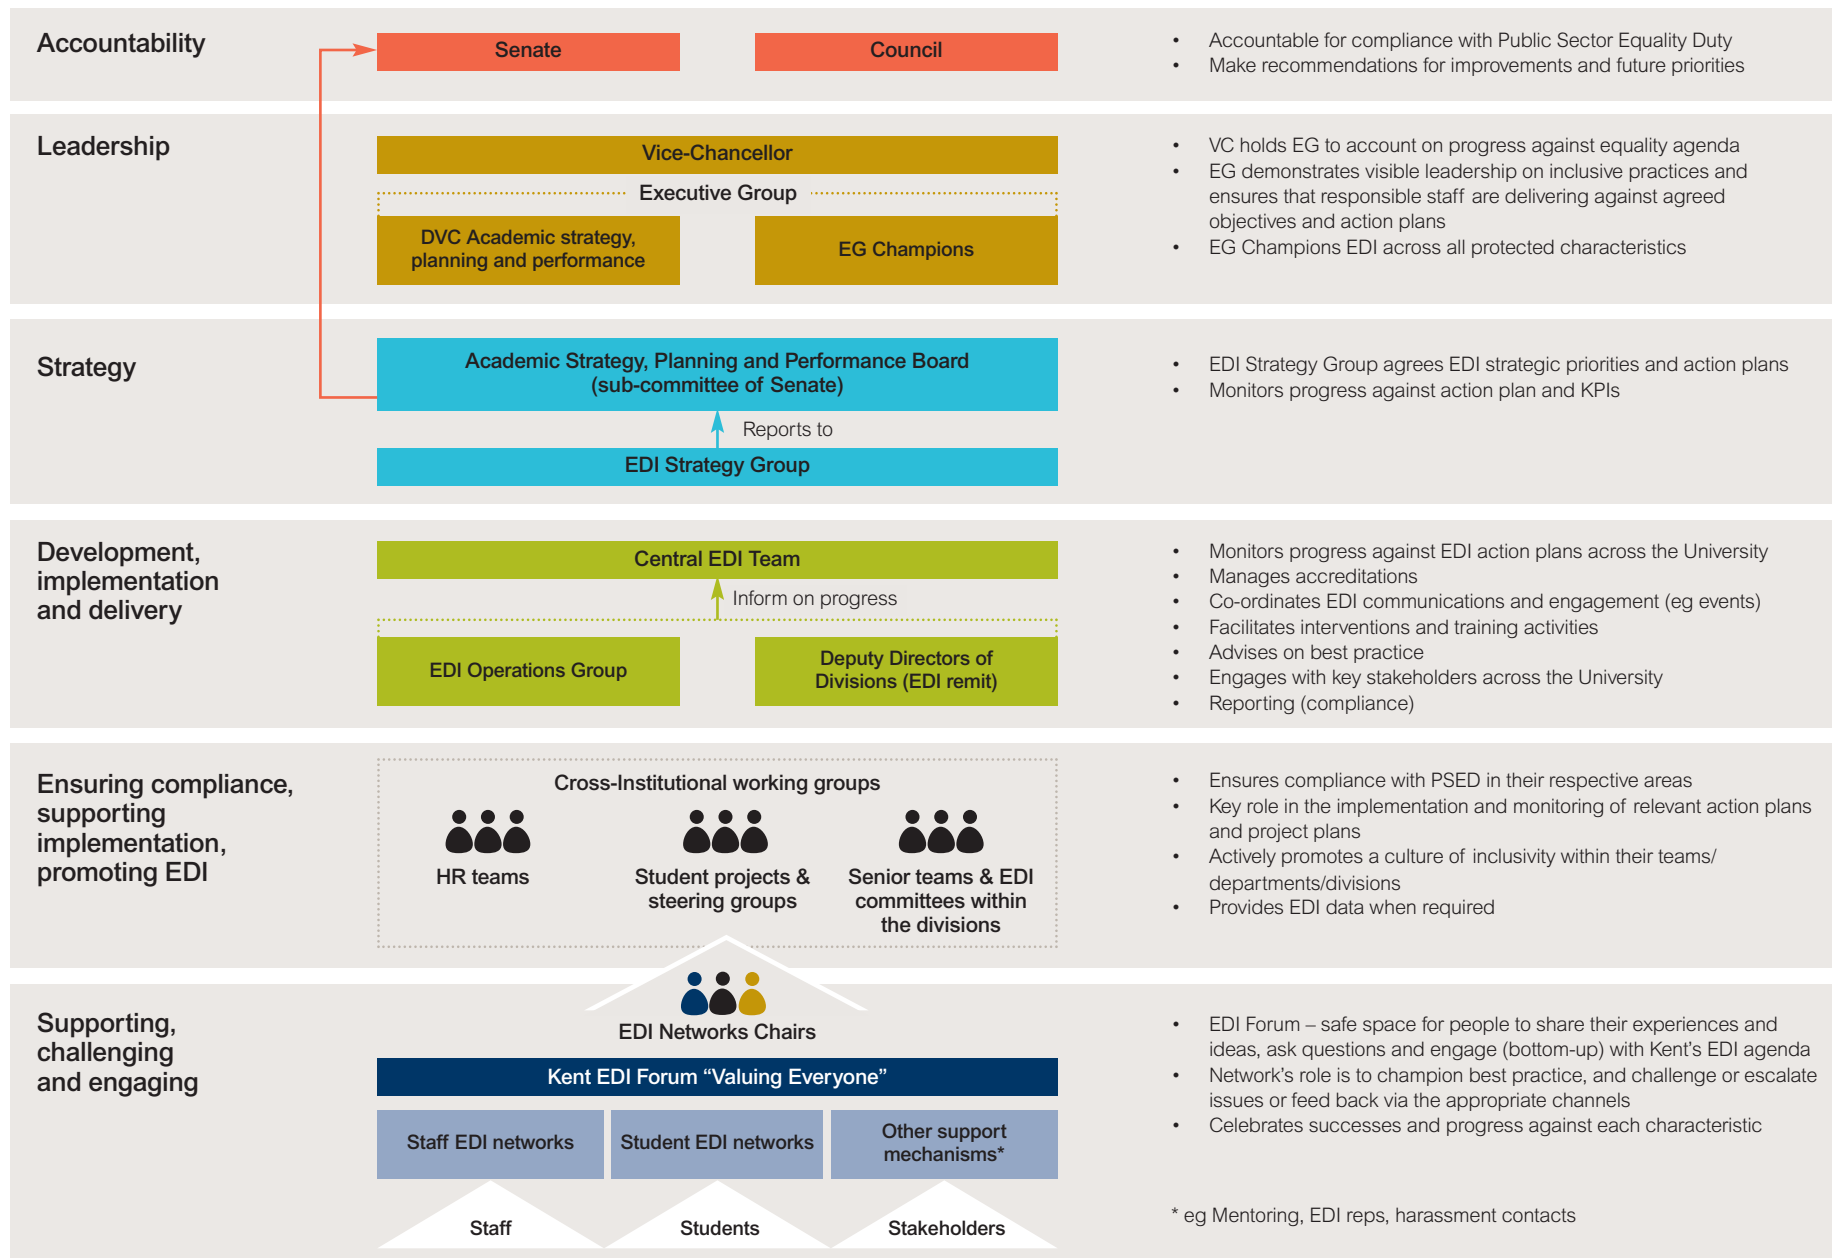 Accountability
Senate
Council
• Accountable for compliance with Public Sector Equality Duty
• Make recommendations for improvements and future priorities
Leadership
Vice-Chancellor
Executive Group
DVC Academic strategy,
planning and performance
EG Champions
• VC holds EG to account on progress against equality agenda
• EG demonstrates visible leadership on inclusive practices and
ensures that responsible staff are delivering against agreed
objectives and action plans
• EG Champions EDI across all protected characteristics
Strategy
Academic Strategy, Planning and Performance Board
(sub-committee of Senate)
Reports to
EDI Strategy Group
• EDI Strategy Group agrees EDI strategic priorities and action plans
• Monitors progress against action plan and KPIs
Development,
implementation
and delivery
Central EDI Team
Inform on progress
EDI Operations Group
Deputy Directors of
Divisions (EDI remit)
• Monitors progress against EDI action plans across the University
• Manages accreditations
• Co-ordinates EDI communications and engagement (eg events)
• Facilitates interventions and training activities
• Advises on best practice
• Engages with key stakeholders across the University
• Reporting (compliance)
Ensuring compliance,
supporting
implementation,
promoting EDI
Cross-Institutional working groups
HR teams
Student projects &
steering groups
Senior teams & EDI
committees within
the divisions
• Ensures compliance with PSED in their respective areas
• Key role in the implementation and monitoring of relevant action plans
and project plans
• Actively promotes a culture of inclusivity within their teams/
departments/divisions
• Provides EDI data when required
Supporting,
challenging
and engaging
EDI Networks Chairs
Kent EDI Forum “Valuing Everyone”
Staff EDI networks
Student EDI networks
Other support
mechanisms*
Staff
Students
Stakeholders
• EDI Forum – safe space for people to share their experiences and
ideas, ask questions and engage (bottom-up) with Kent’s EDI agenda
• Network’s role is to champion best practice, and challenge or escalate
issues or feed back via the appropriate channels
• Celebrates successes and progress against each characteristic
* eg Mentoring, EDI reps, harassment contacts